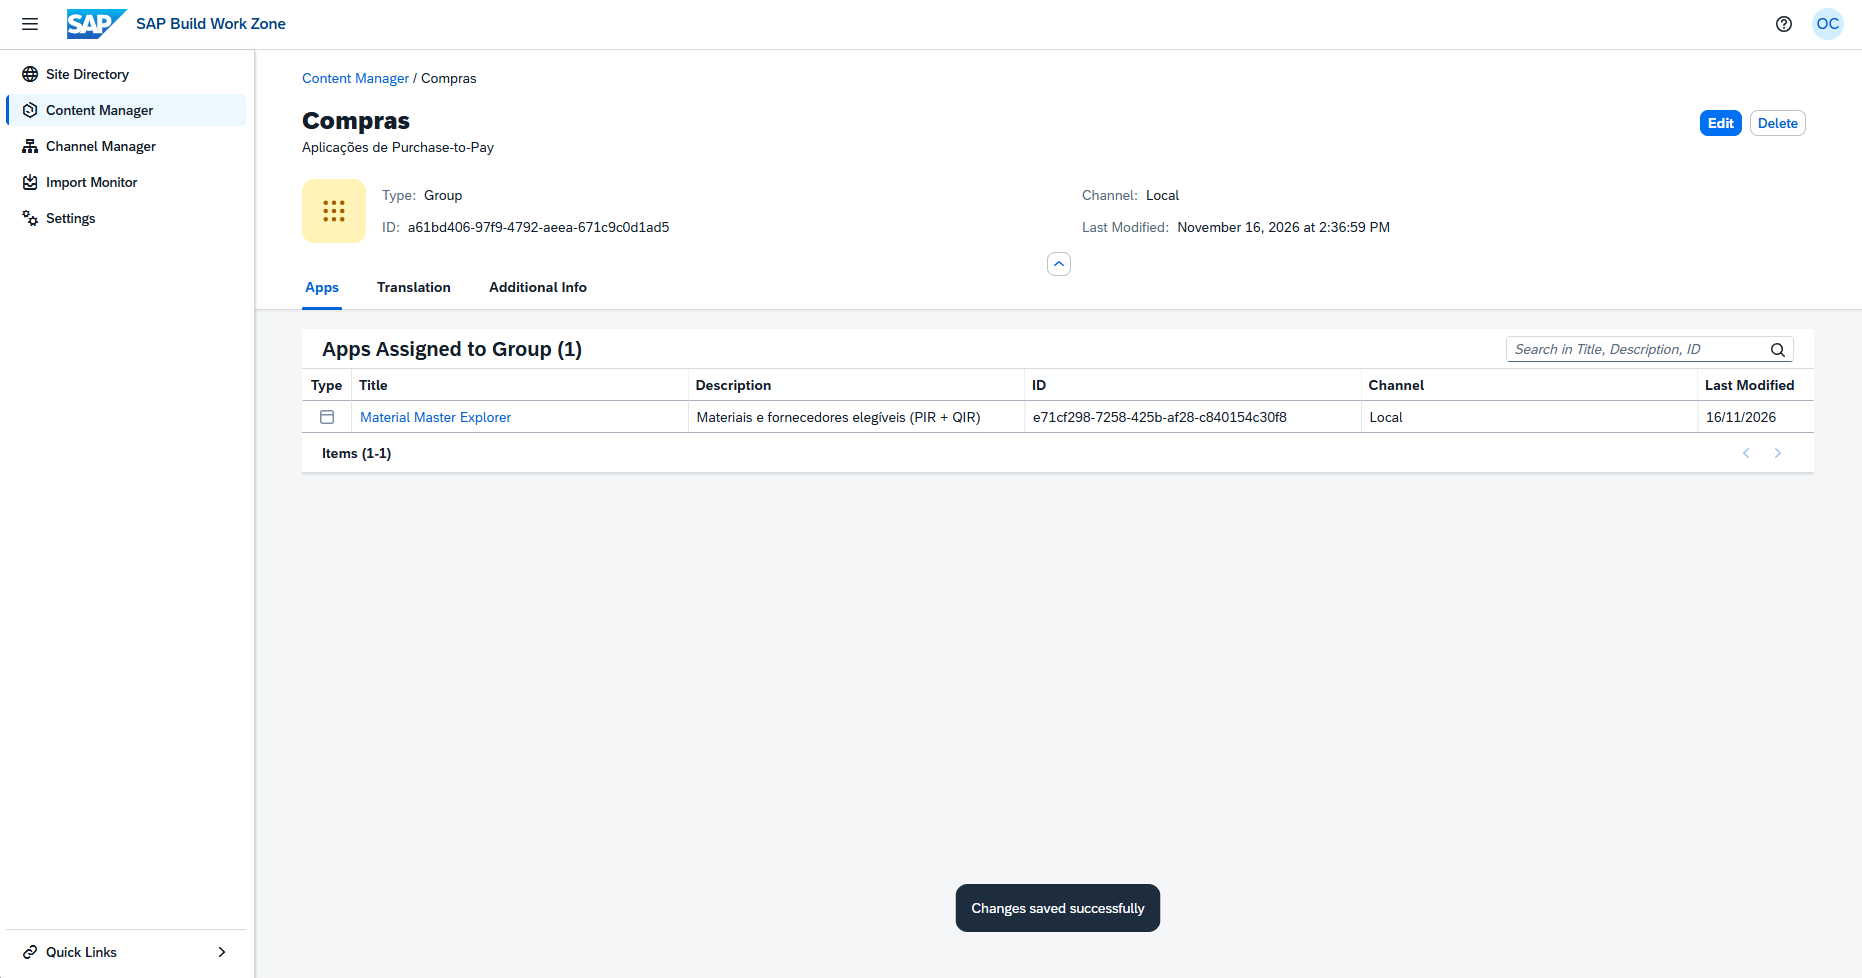 SAP SAP Build Work Zone
OC
Site Directory
Content Manager
Channel Manager
Import Monitor
Settings
Quick Links
Content Manager / Compras
Compras
Edit
Delete
Aplicações de Purchase-to-Pay
Type: Group
Channel: Local
ID: a61bd406-97f9-4792-aeea-671c9c0d1ad5
Last Modified: November 16, 2026 at 2:36:59 PM
Apps Translation Additional Info
Apps Assigned to Group (1)
Search in Title, Description, ID
Type Title Description ID Channel Last Modified
Material Master Explorer Materiais e fornecedores elegíveis (PIR + QIR) e71cf298-7258-425b-af28-c840154c30f8 Local 16/11/2026
Items (1-1)
Changes saved successfully